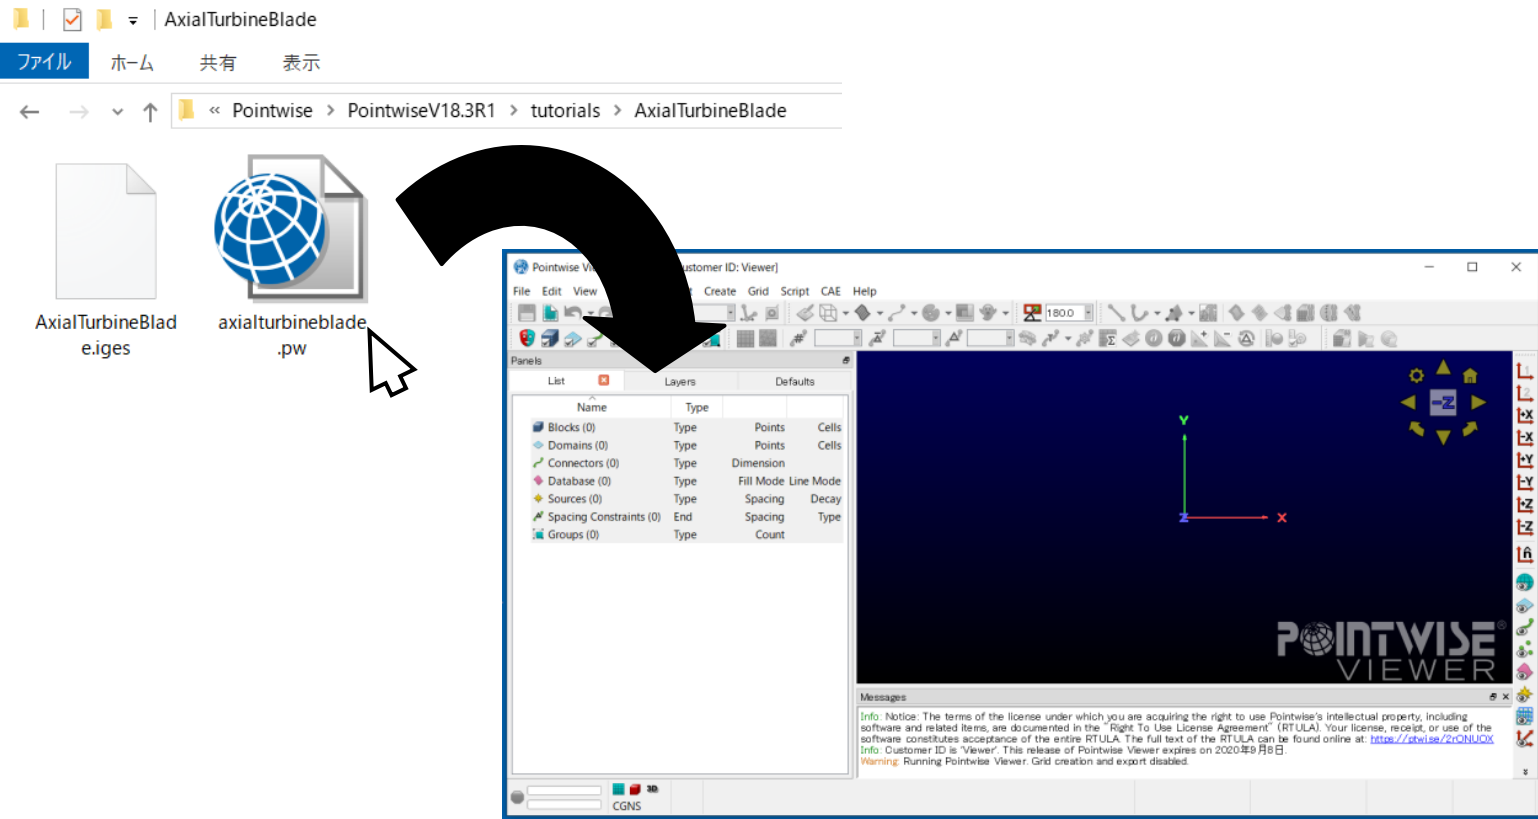 AxialTurbineBlade
ファイル ホーム 共有 表示
« Pointwise > PointwiseV18.3R1 > tutorials > AxialTurbineBlade
AxialTurbineBlad
e.iges
axialturbineblade
.pw
Pointwise Customer ID: Viewer]
File Edit View Create Grid Script CAE Help
180.0
Panels
List Layers Defaults
Name Type
Blocks (0) Type Points Cells
Domains (0) Type Points Cells
Connectors (0) Type Dimension
Database (0) Type Fill Mode Line Mode
Sources (0) Type Spacing Decay
Spacing Constraints (0) End Spacing Type
Groups (0) Type Count
Y
Z X
-Z
1
2
+X
-X
+Y
-Y
+Z
-Z
n̂
POINTWISE®
VIEWER
Messages
Info: Notice: The terms of the license under which you are acquiring the right to use Pointwise's intellectual property, including
software and related items, are documented in the "Right To Use License Agreement" (RTULA). Your license, receipt, or use of the
software constitutes acceptance of the entire RTULA. The full text of the RTULA can be found online at: https://ptwi.se/2rONUOX
Info: Customer ID is 'Viewer'. This release of Pointwise Viewer expires on 2020年9月8日.
Warning: Running Pointwise Viewer. Grid creation and export disabled.
3D
CGNS